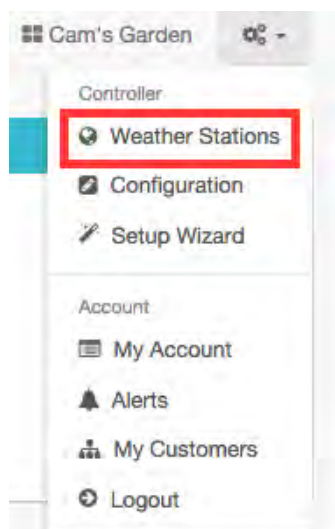 Cam's Garden
Controller
Weather Stations
Configuration
Setup Wizard
Account
My Account
Alerts
My Customers
Logout